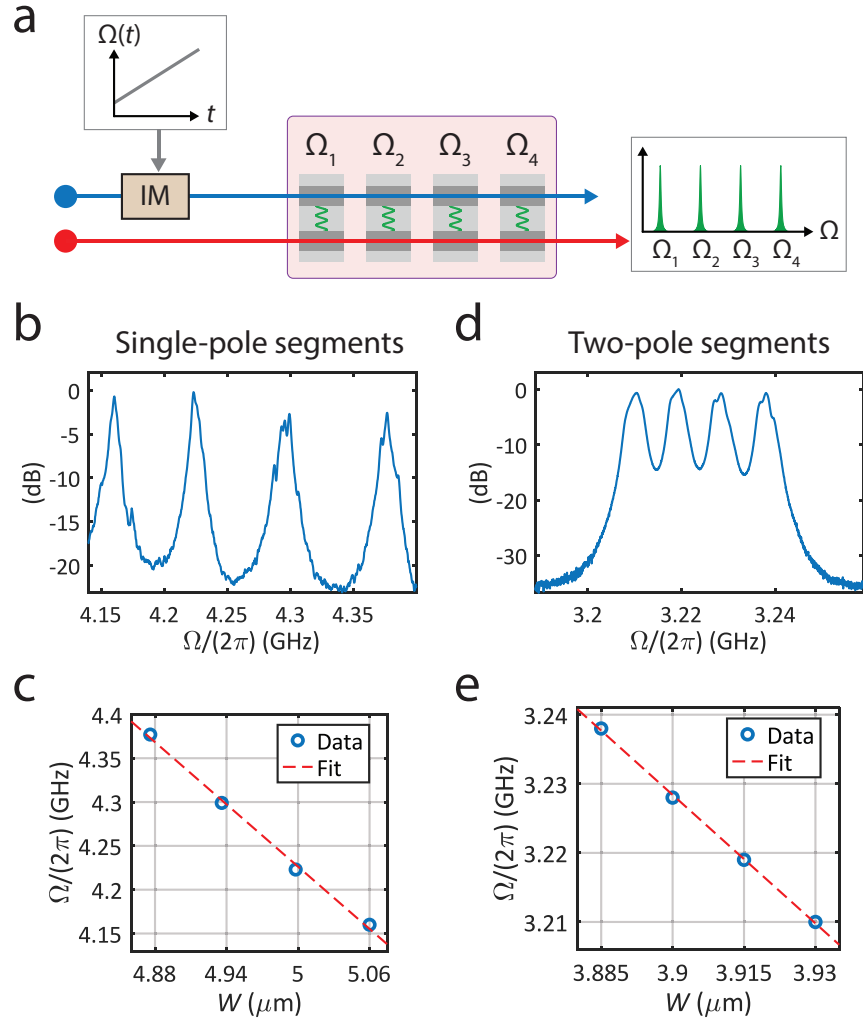 a
Ω(t)
t
IM
Ω1 Ω2 Ω3 Ω4
Ω
Ω1 Ω2 Ω3 Ω4
b
Single-pole segments
0
-5
-10
-15
-20
(dB)
4.15 4.2 4.25 4.3 4.35
Ω/(2π) (GHz)
d
Two-pole segments
0
-10
-20
-30
(dB)
3.2 3.22 3.24
Ω/(2π) (GHz)
c
4.4
4.35
4.3
4.25
4.2
4.15
Ω/(2π) (GHz)
Data
Fit
4.88 4.94 5 5.06
W (μm)
e
3.24
3.23
3.22
3.21
Ω/(2π) (GHz)
Data
Fit
3.885 3.9 3.915 3.93
W (μm)